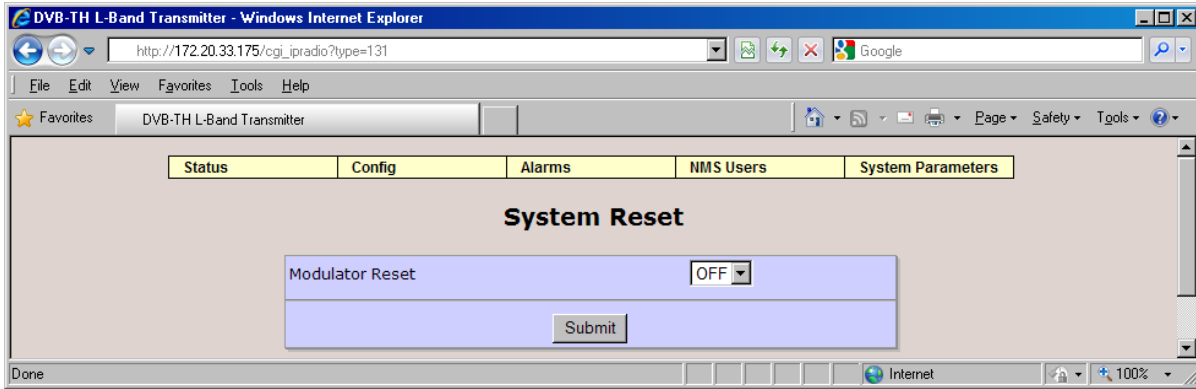 DVB-TH L-Band Transmitter - Windows Internet Explorer
http://172.20.33.175/cgi_ipradio?type=131
Google
File Edit View Favorites Tools Help
Favorites DVB-TH L-Band Transmitter Page Safety Tools
Status Config Alarms NMS Users System Parameters
System Reset
Modulator Reset OFF
Submit
Done Internet 100%